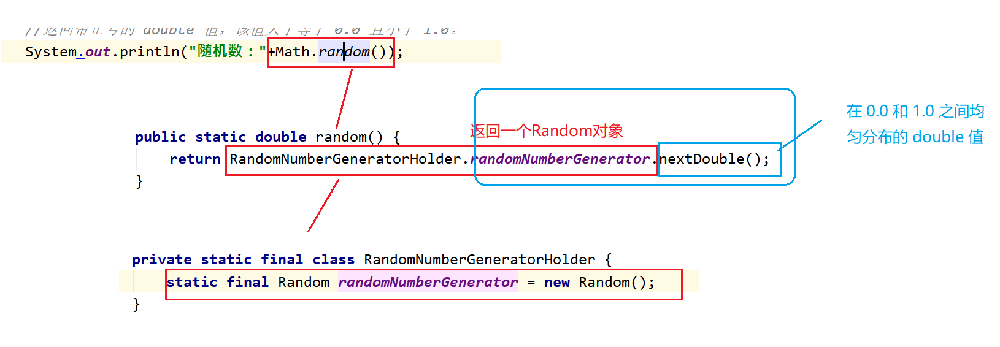 //返回带正号的 double 值，该值大于等于 0.0 且小于 1.0。
System.out.println("随机数："+Math.random());
返回一个Random对象
在 0.0 和 1.0 之间均
匀分布的 double 值
public static double random() {
return RandomNumberGeneratorHolder.randomNumberGenerator.nextDouble();
}
private static final class RandomNumberGeneratorHolder {
static final Random randomNumberGenerator = new Random();
}